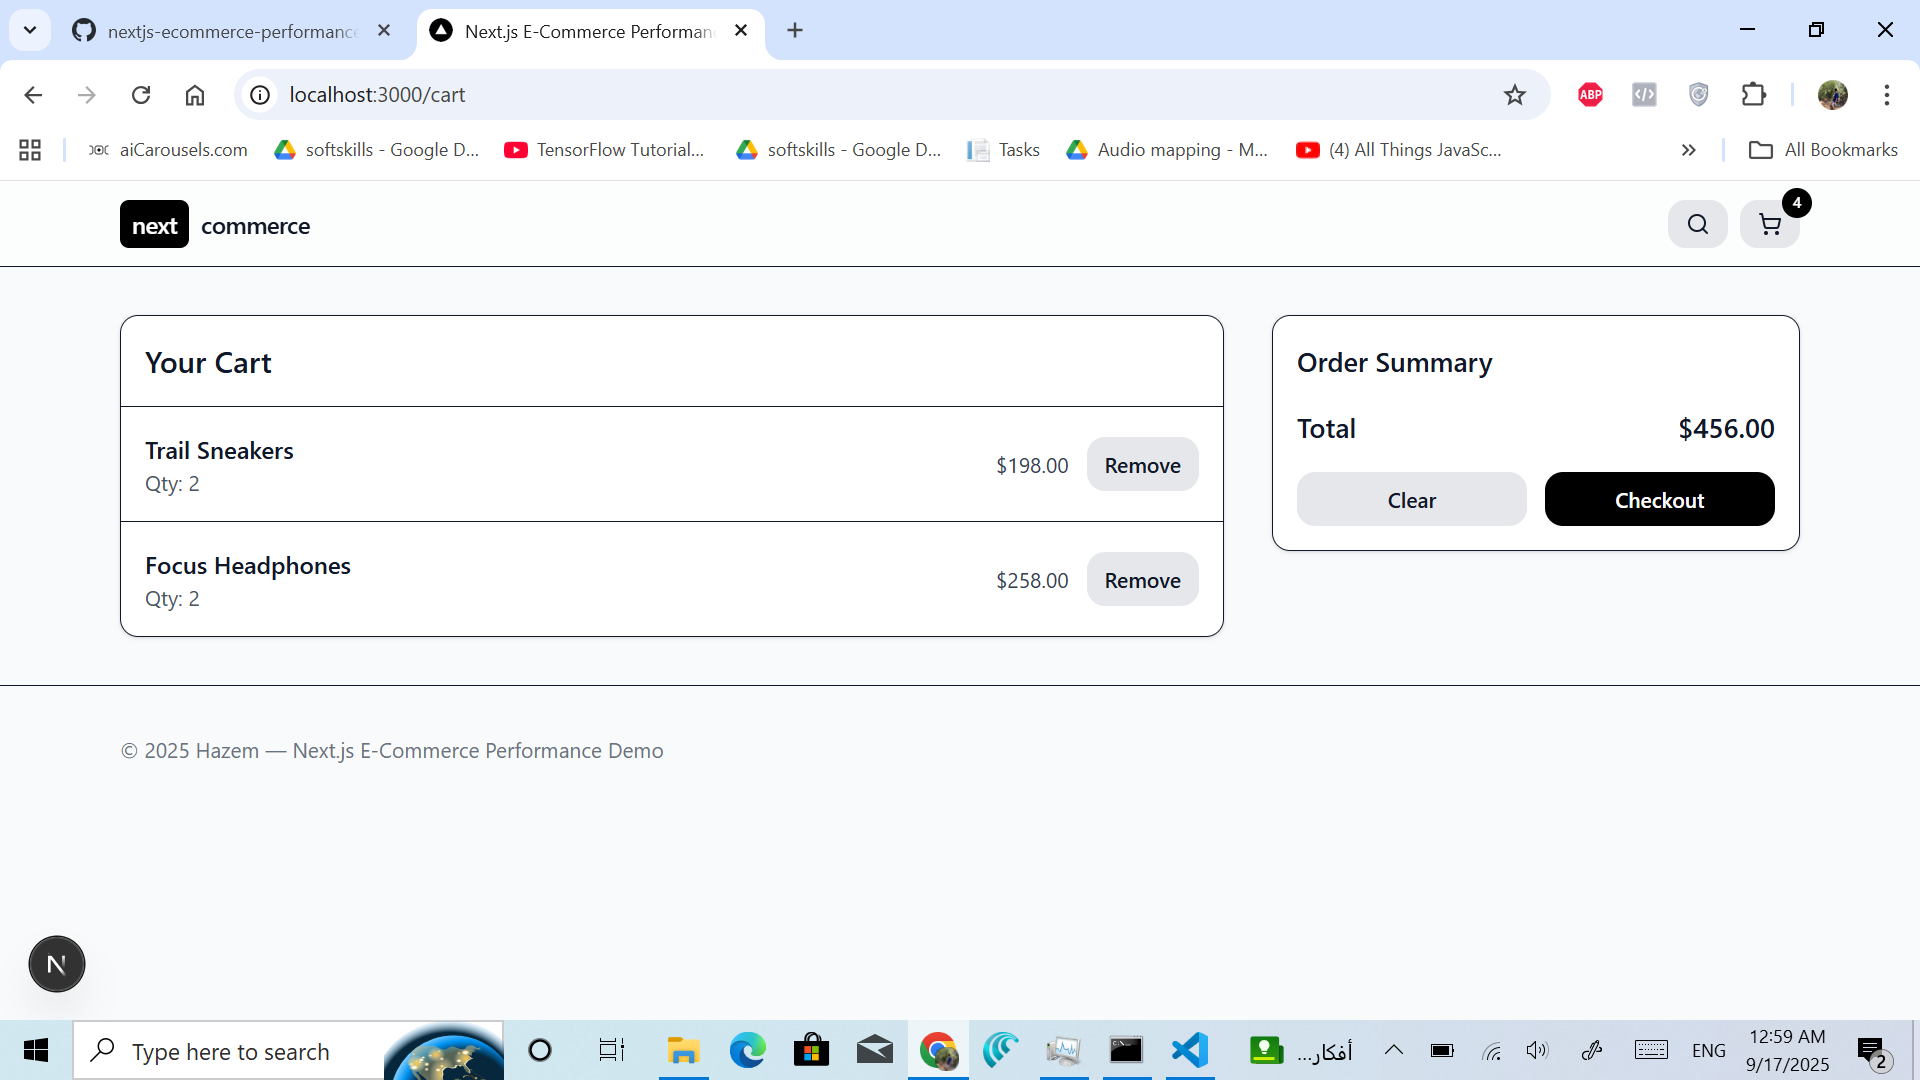 nextjs-ecommerce-performance
Next.js E-Commerce Performan
localhost:3000/cart
ABP
aiCarousels.com
softskills - Google D...
TensorFlow Tutorial...
softskills - Google D...
Tasks
Audio mapping - M...
(4) All Things JavaSc...
All Bookmarks
next commerce
4
Your Cart
Trail Sneakers
Qty: 2
$198.00
Remove
Focus Headphones
Qty: 2
$258.00
Remove
Order Summary
Total $456.00
Clear
Checkout
© 2025 Hazem — Next.js E-Commerce Performance Demo
N
Type here to search
أفكار...
ENG
12:59 AM
9/17/2025
2